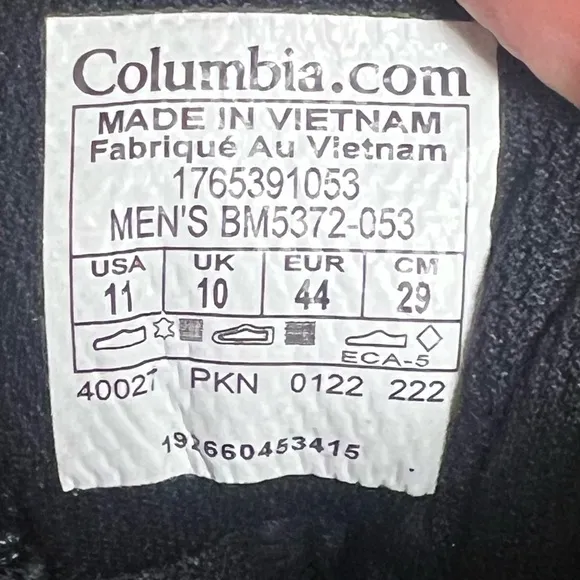 Columbia.com
MADE IN VIETNAM
Fabriqué Au Vietnam
1765391053
MEN'S BM5372-053
USA UK EUR CM
11 10 44 29
ECA-5
40021 PKN 0122 222
192660453415